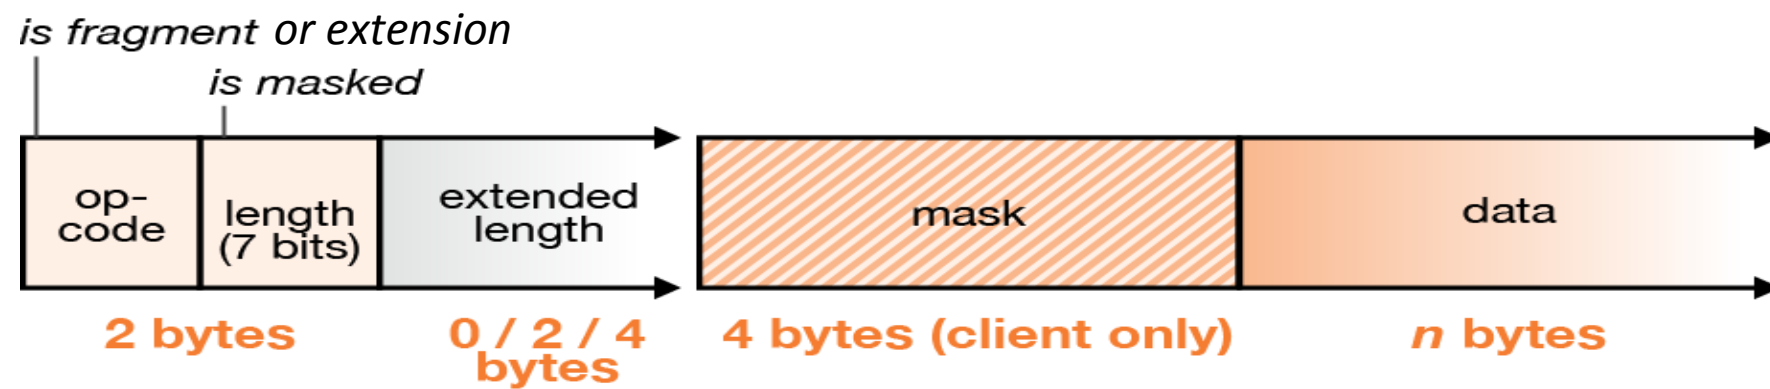 is fragment or extension
is masked
op-
code
length
(7 bits)
extended
length
mask
data
2 bytes
0 / 2 / 4
bytes
4 bytes (client only)
n bytes